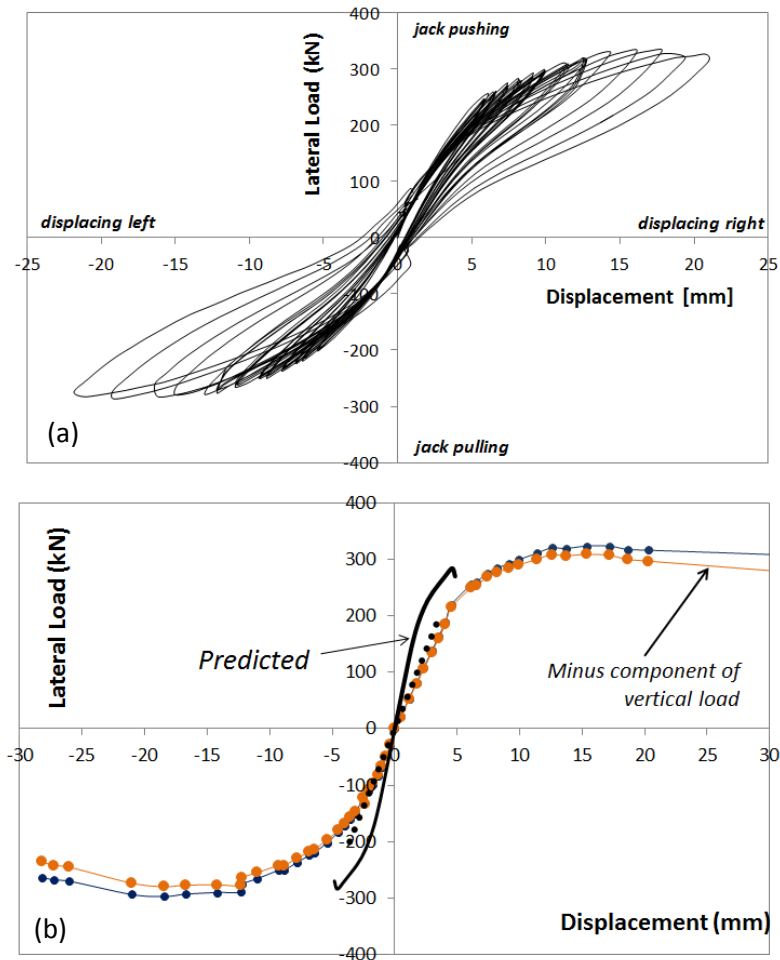 400
jack pushing
300
Lateral Load (kN)
200
100
displacing left
displacing right
0
-25 -20 -15 -10 -5 0 5 10 15 20 25
-100
Displacement [mm]
-200
-300
(a)
jack pulling
-400
400
Lateral Load (kN)
300
200
Predicted
Minus component of
vertical load
100
0
-30 -25 -20 -15 -10 -5 0 5 10 15 20 25 30
-100
-200
-300
(b)
Displacement (mm)
-400